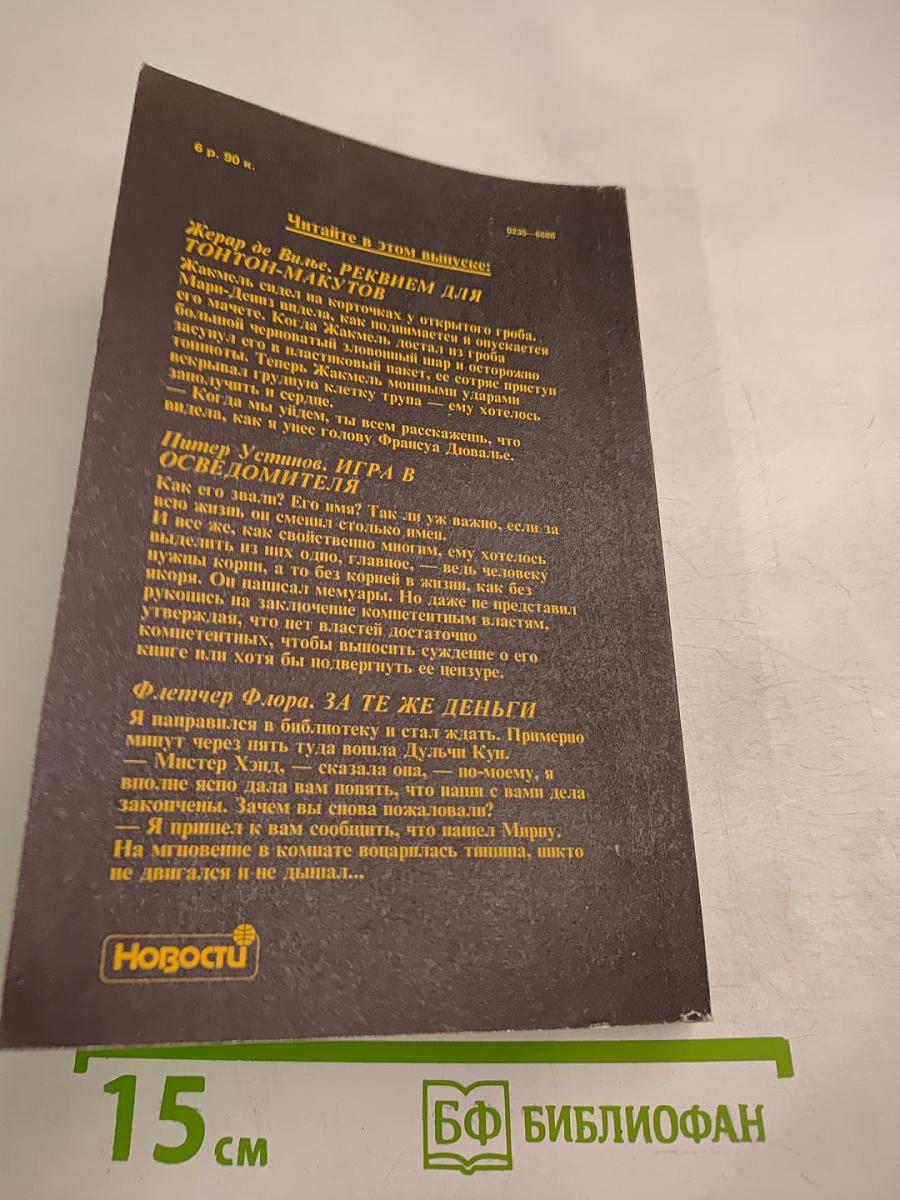 6 р. 90 к.
0235—6686
Читайте в этом выпуске:
Жерар де Вилье. РЕКВИЕМ ДЛЯ
ТОНТОН-МАКУТОВ
Жакмель сидел на корточках у открытого гроба.
Мари-Дениз видела, как поднимается и опускается
его мачете. Когда Жакмель достал из гроба
большой черноватый зловонный шар и осторожно
засунул его в пластиковый пакет, ее сотряс приступ
тошноты. Теперь Жакмель мощными ударами
вскрывал грудную клетку трупа — ему хотелось
заполучить и сердце.
— Когда мы уйдем, ты всем расскажешь, что
видела, как я унес голову Франсуа Дювалье.
Питер Устинов. ИГРА В
ОСВЕДОМИТЕЛЯ
Как его звали? Его имя? Так ли уж важно, если за
всю жизнь он сменил столько имен.
И все же, как свойственно многим, ему хотелось
выделить из них одно, главное, — ведь человеку
нужны корни, а то без корней в жизни, как без
якоря. Он написал мемуары. Но даже не представил
рукопись на заключение компетентным властям,
утверждая, что нет властей достаточно
компетентных, чтобы выносить суждение о его
книге или хотя бы подвергнуть ее цензуре.
Флетчер Флора. ЗА ТЕ ЖЕ ДЕНЬГИ
Я направился в библиотеку и стал ждать. Примерно
минут через пять туда вошла Дульчи Кун.
— Мистер Хэнд, — сказала она, — по-моему, я
вполне ясно дала вам понять, что наши с вами дела
закончены. Зачем вы снова пожаловали?
— Я пришел к вам сообщить, что нашел Мирну.
На мгновение в комнате воцарилась тишина, никто
не двигался и не дышал...
Новости
15 см
БФ БИБЛИОФАН